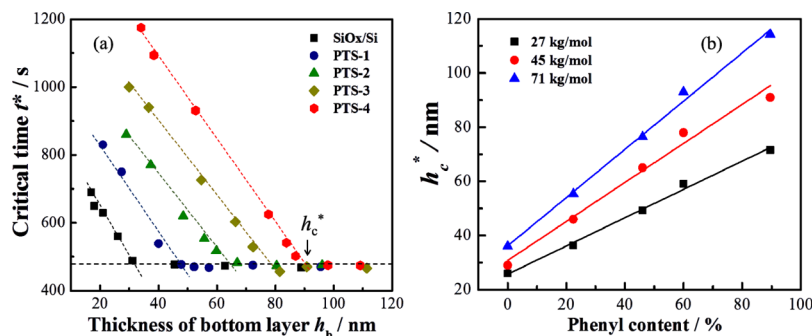 (a)
SiOx/Si
PTS-1
PTS-2
PTS-3
PTS-4
hc*
Critical time t* / s
1200
1000
800
600
400
20 40 60 80 100 120
Thickness of bottom layer hb / nm
(b)
27 kg/mol
45 kg/mol
71 kg/mol
hc* / nm
120
100
80
60
40
20
0 20 40 60 80 100
Phenyl content / %